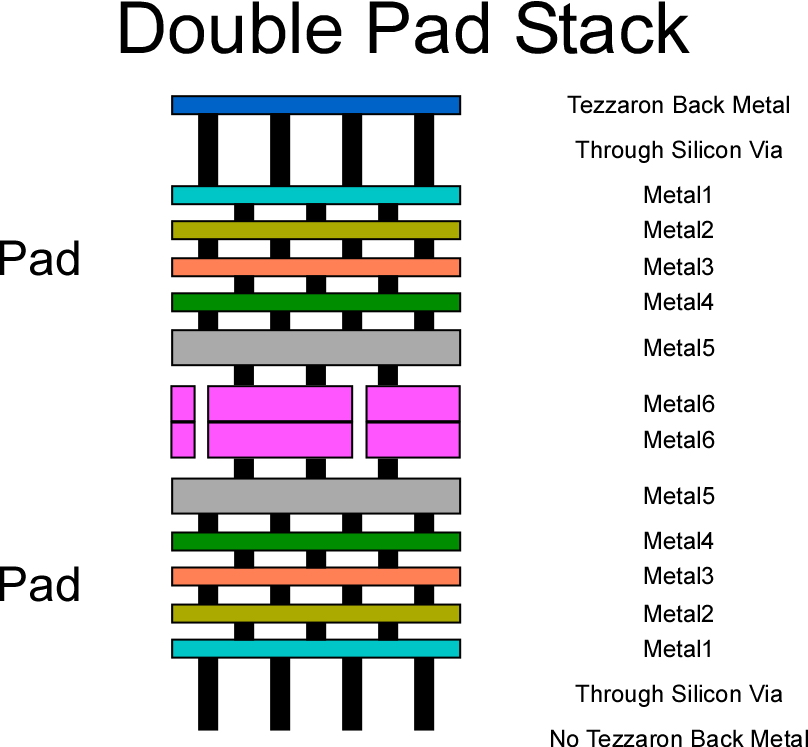 Double Pad Stack
Tezzaron Back Metal
Through Silicon Via
Metal1
Metal2
Pad
Metal3
Metal4
Metal5
Metal6
Metal6
Metal5
Metal4
Metal3
Pad
Metal2
Metal1
Through Silicon Via
No Tezzaron Back Metal